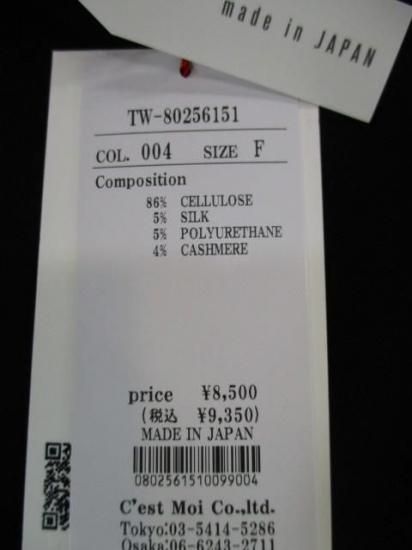 made in JAPAN
TW-80256151
COL. 004 SIZE F
Composition
86% CELLULOSE
5% SILK
5% POLYURETHANE
4% CASHMERE
price ¥8,500
(税込 ¥9,350)
MADE IN JAPAN
0802561510099004
C'est Moi Co.,ltd.
Tokyo:03-5414-5286
Osaka:06-6243-2711